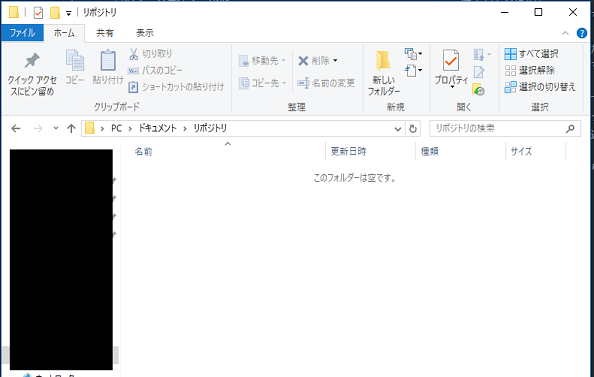 リポジトリ
ファイル ホーム 共有 表示
クイック アクセスにピン留め
コピー
貼り付け
切り取り
パスのコピー
ショートカットの貼り付け
クリップボード
移動先
コピー先
削除
名前の変更
整理
新しいフォルダー
新規
プロパティ
開く
すべて選択
選択解除
選択の切り替え
選択
PC ドキュメント リポジトリ
リポジトリの検索
名前 更新日時 種類 サイズ
このフォルダーは空です。